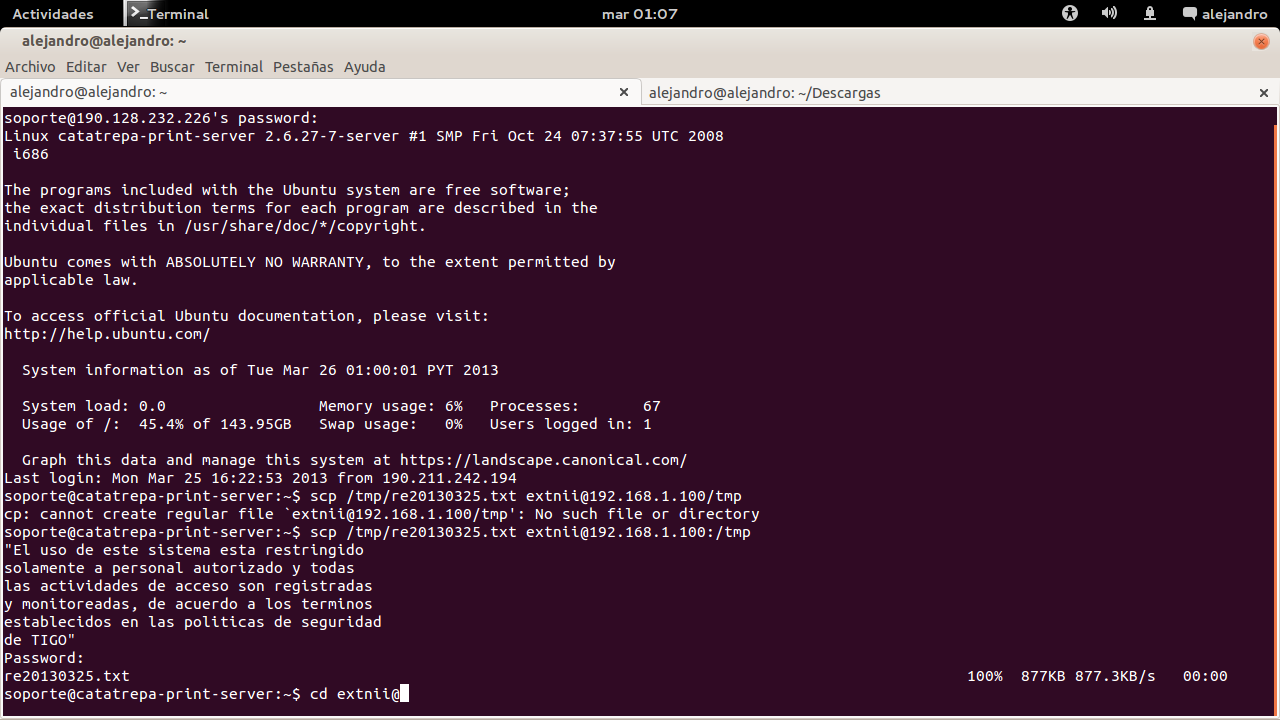 Actividades Terminal mar 01:07 alejandro
alejandro@alejandro: ~
Archivo Editar Ver Buscar Terminal Pestañas Ayuda
alejandro@alejandro: ~ alejandro@alejandro: ~/Descargas
soporte@190.128.232.226's password:
Linux catatrepa-print-server 2.6.27-7-server #1 SMP Fri Oct 24 07:37:55 UTC 2008
i686
The programs included with the Ubuntu system are free software;
the exact distribution terms for each program are described in the
individual files in /usr/share/doc/*/copyright.
Ubuntu comes with ABSOLUTELY NO WARRANTY, to the extent permitted by
applicable law.
To access official Ubuntu documentation, please visit:
http://help.ubuntu.com/
System information as of Tue Mar 26 01:00:01 PYT 2013
System load: 0.0 Memory usage: 6% Processes: 67
Usage of /: 45.4% of 143.95GB Swap usage: 0% Users logged in: 1
Graph this data and manage this system at https://landscape.canonical.com/
Last login: Mon Mar 25 16:22:53 2013 from 190.211.242.194
soporte@catatrepa-print-server:~$ scp /tmp/re20130325.txt extnii@192.168.1.100/tmp
cp: cannot create regular file `extnii@192.168.1.100/tmp': No such file or directory
soporte@catatrepa-print-server:~$ scp /tmp/re20130325.txt extnii@192.168.1.100:/tmp
"El uso de este sistema esta restringido
solamente a personal autorizado y todas
las actividades de acceso son registradas
y monitoreadas, de acuerdo a los terminos
establecidos en las politicas de seguridad
de TIGO"
Password:
re20130325.txt 100% 877KB 877.3KB/s 00:00
soporte@catatrepa-print-server:~$ cd extnii@